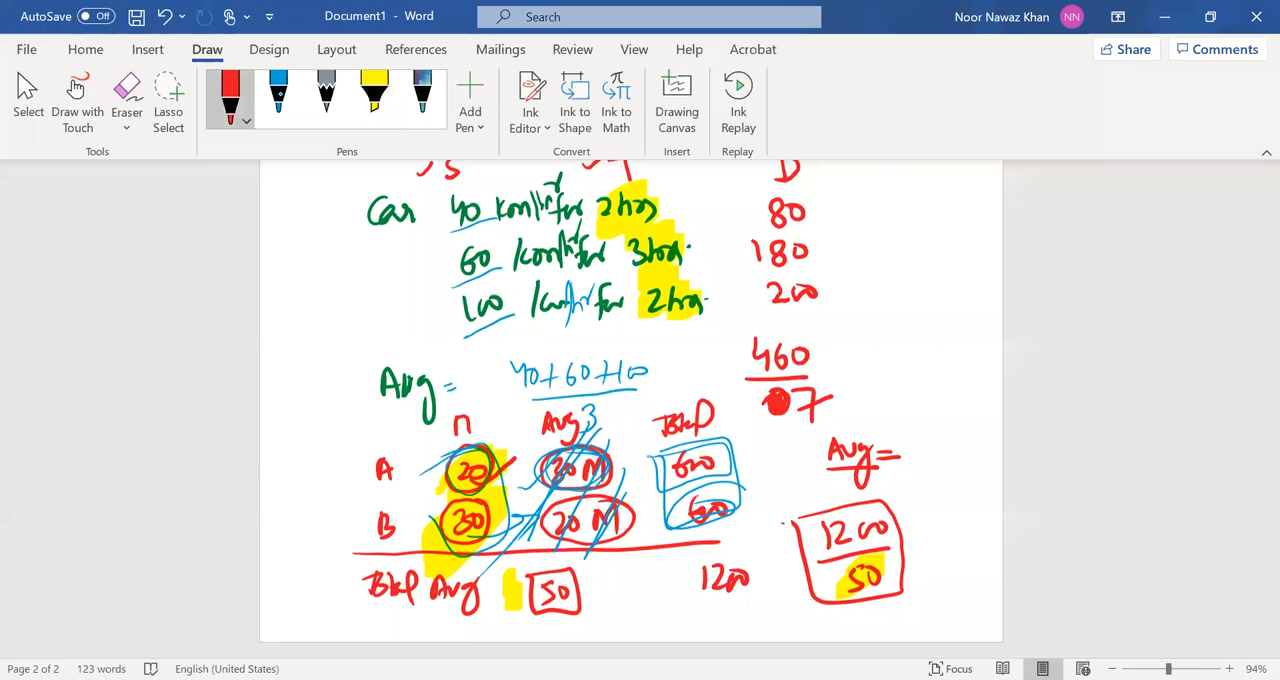 AutoSave Off Document1 - Word Search Noor Nawaz Khan NN
File Home Insert Draw Design Layout References Mailings Review View Help Acrobat Share Comments
Select Draw with Touch Eraser Lasso Select Add Pen Ink Editor Ink to Shape Ink to Math Drawing Canvas Ink Replay
Tools Pens Convert Insert Replay
S T D
Car 40 Km/hr for 2 hrs 80
60 /km/hr for 3 hrs. 180
100 /km/hr for 2 hrs. 200
460
Avg = 40+60+100
3
07
n Avg
A 20 20 M 600
Avg =
B 30 20 M 600
1200
50
Avg 50 1200
Page 2 of 2 123 words English (United States) Focus 94%